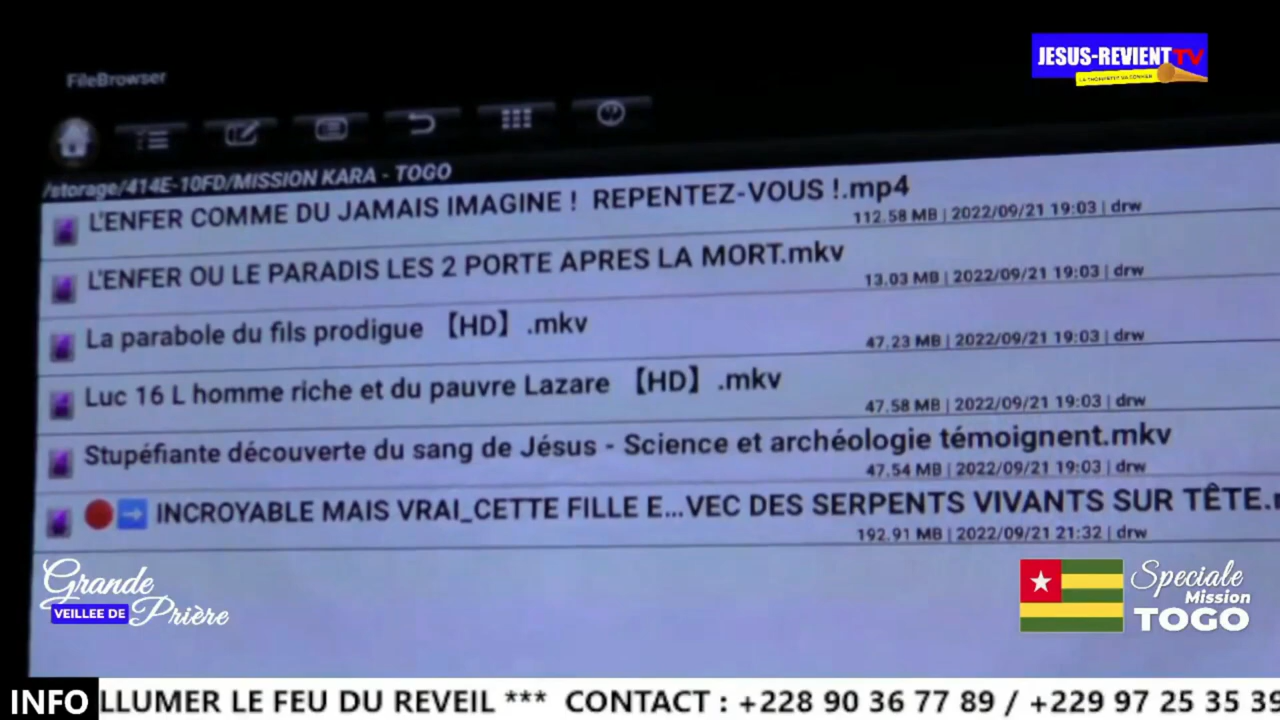 JESUS-REVIENT TV
FileBrowser
/storage/414E-10FD/MISSION KARA - TOGO
L'ENFER COMME DU JAMAIS IMAGINE ! REPENTEZ-VOUS !.mp4
112.58 MB | 2022/09/21 19:03 | drw
L'ENFER OU LE PARADIS LES 2 PORTE APRES LA MORT.mkv
13.03 MB | 2022/09/21 19:03 | drw
La parabole du fils prodigue 【HD】 .mkv
47.23 MB | 2022/09/21 19:03 | drw
Luc 16 L homme riche et du pauvre Lazare 【HD】 .mkv
47.58 MB | 2022/09/21 19:03 | drw
Stupéfiante découverte du sang de Jésus - Science et archéologie témoignent.mkv
47.54 MB | 2022/09/21 19:03 | drw
INCROYABLE MAIS VRAI_CETTE FILLE E...VEC DES SERPENTS VIVANTS SUR TÊTE.
192.91 MB | 2022/09/21 21:32 | drw
Grande
VEILLEE DE Prière
Speciale
Mission
TOGO
INFO LLUMER LE FEU DU REVEIL *** CONTACT : +228 90 36 77 89 / +229 97 25 35 39